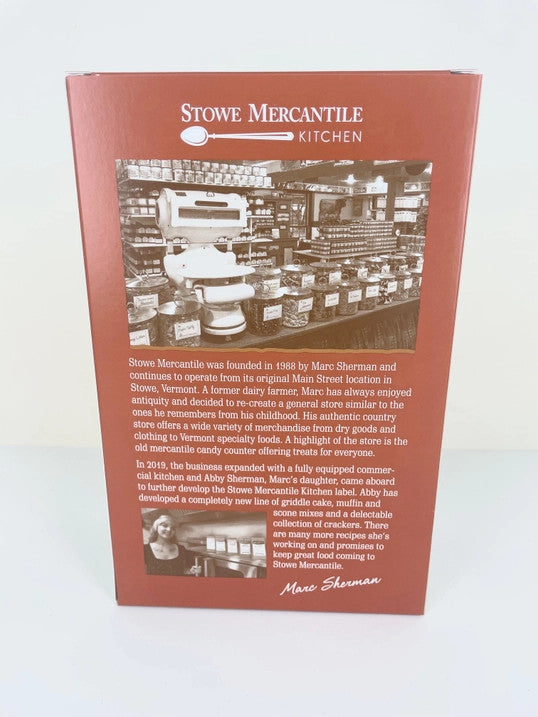 STOWE MERCANTILE
KITCHEN
Stowe Mercantile was founded in 1988 by Marc Sherman and
continues to operate from its original Main Street location in
Stowe, Vermont. A former dairy farmer, Marc has always enjoyed
antiquity and decided to re-create a general store similar to the
ones he remembers from his childhood. His authentic country
store offers a wide variety of merchandise from dry goods and
clothing to Vermont specialty foods. A highlight of the store is the
old mercantile candy counter offering treats for everyone.
In 2019, the business expanded with a fully equipped commer-
cial kitchen and Abby Sherman, Marc's daughter, came aboard
to further develop the Stowe Mercantile Kitchen label. Abby has
developed a completely new line of griddle cake, muffin and
scone mixes and a delectable
collection of crackers. There
are many more recipes she's
working on and promises to
keep great food coming to
Stowe Mercantile.
Marc Sherman